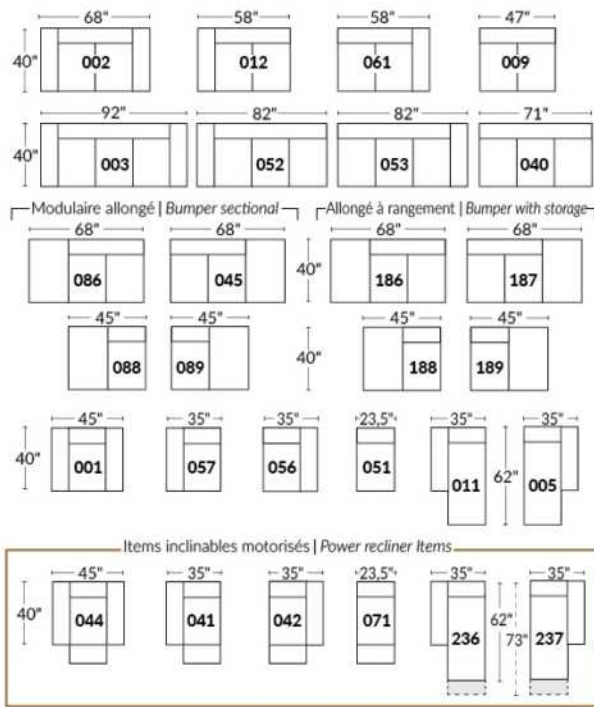 68" 58" 58" 47"
40" 002 012 061 009
92" 82" 82" 71"
40" 003 052 053 040
Modulaire allongé | Bumper sectional Allongé à rangement | Bumper with storage
68" 68" 68" 68"
086 045 40" 186 187
45" 45" 45" 45"
088 089 40" 188 189
45" 35" 35" 23,5" 35" 35"
40" 001 057 056 051 011 62" 005
Items inclinables motorisés | Power recliner Items
45" 35" 35" 23,5" 35" 35"
40" 044 041 042 071 236 62" 73" 237